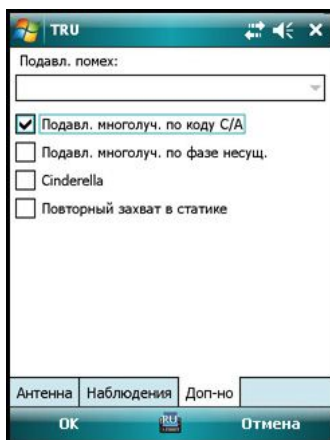 TRU
Подавл. помех:
Подавл. многолуч. по коду C/A
Подавл. многолуч. по фазе несущ.
Cinderella
Повторный захват в статике
Антенна Наблюдения Доп-но
OK RU Отмена